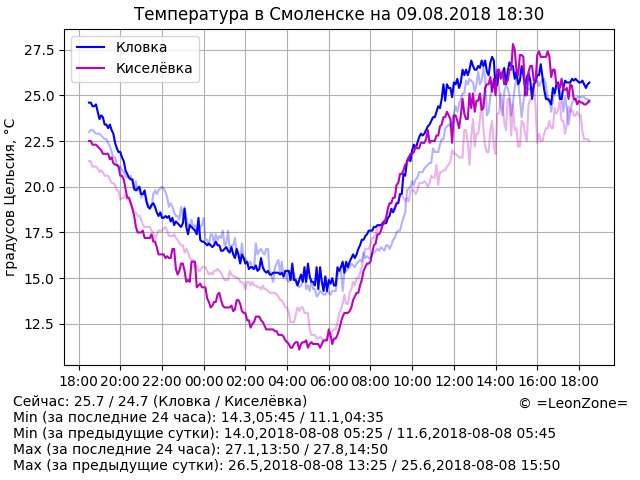 Температура в Смоленске на 09.08.2018 18:30
Кловка
Киселёвка
градусов Цельсия, °C
27.5
25.0
22.5
20.0
17.5
15.0
12.5
18:00 20:00 22:00 00:00 02:00 04:00 06:00 08:00 10:00 12:00 14:00 16:00 18:00
Сейчас: 25.7 / 24.7 (Кловка / Киселёвка)
© =LeonZone=
Min (за последние 24 часа): 14.3,05:45 / 11.1,04:35
Min (за предыдущие сутки): 14.0,2018-08-08 05:25 / 11.6,2018-08-08 05:45
Max (за последние 24 часа): 27.1,13:50 / 27.8,14:50
Max (за предыдущие сутки): 26.5,2018-08-08 13:25 / 25.6,2018-08-08 15:50